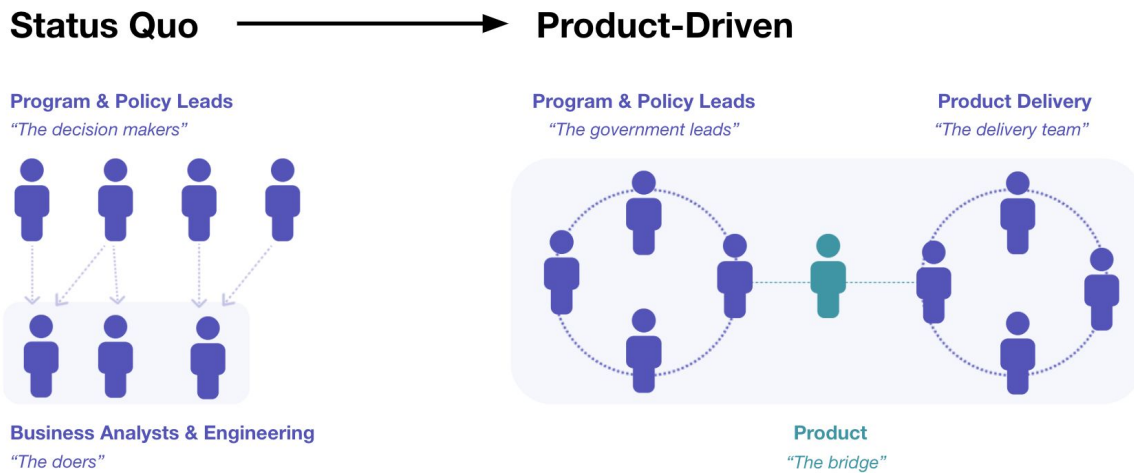 Status Quo
Product-Driven
Program & Policy Leads
“The decision makers”
Business Analysts & Engineering
“The doers”
Program & Policy Leads
“The government leads”
Product Delivery
“The delivery team”
Product
“The bridge”